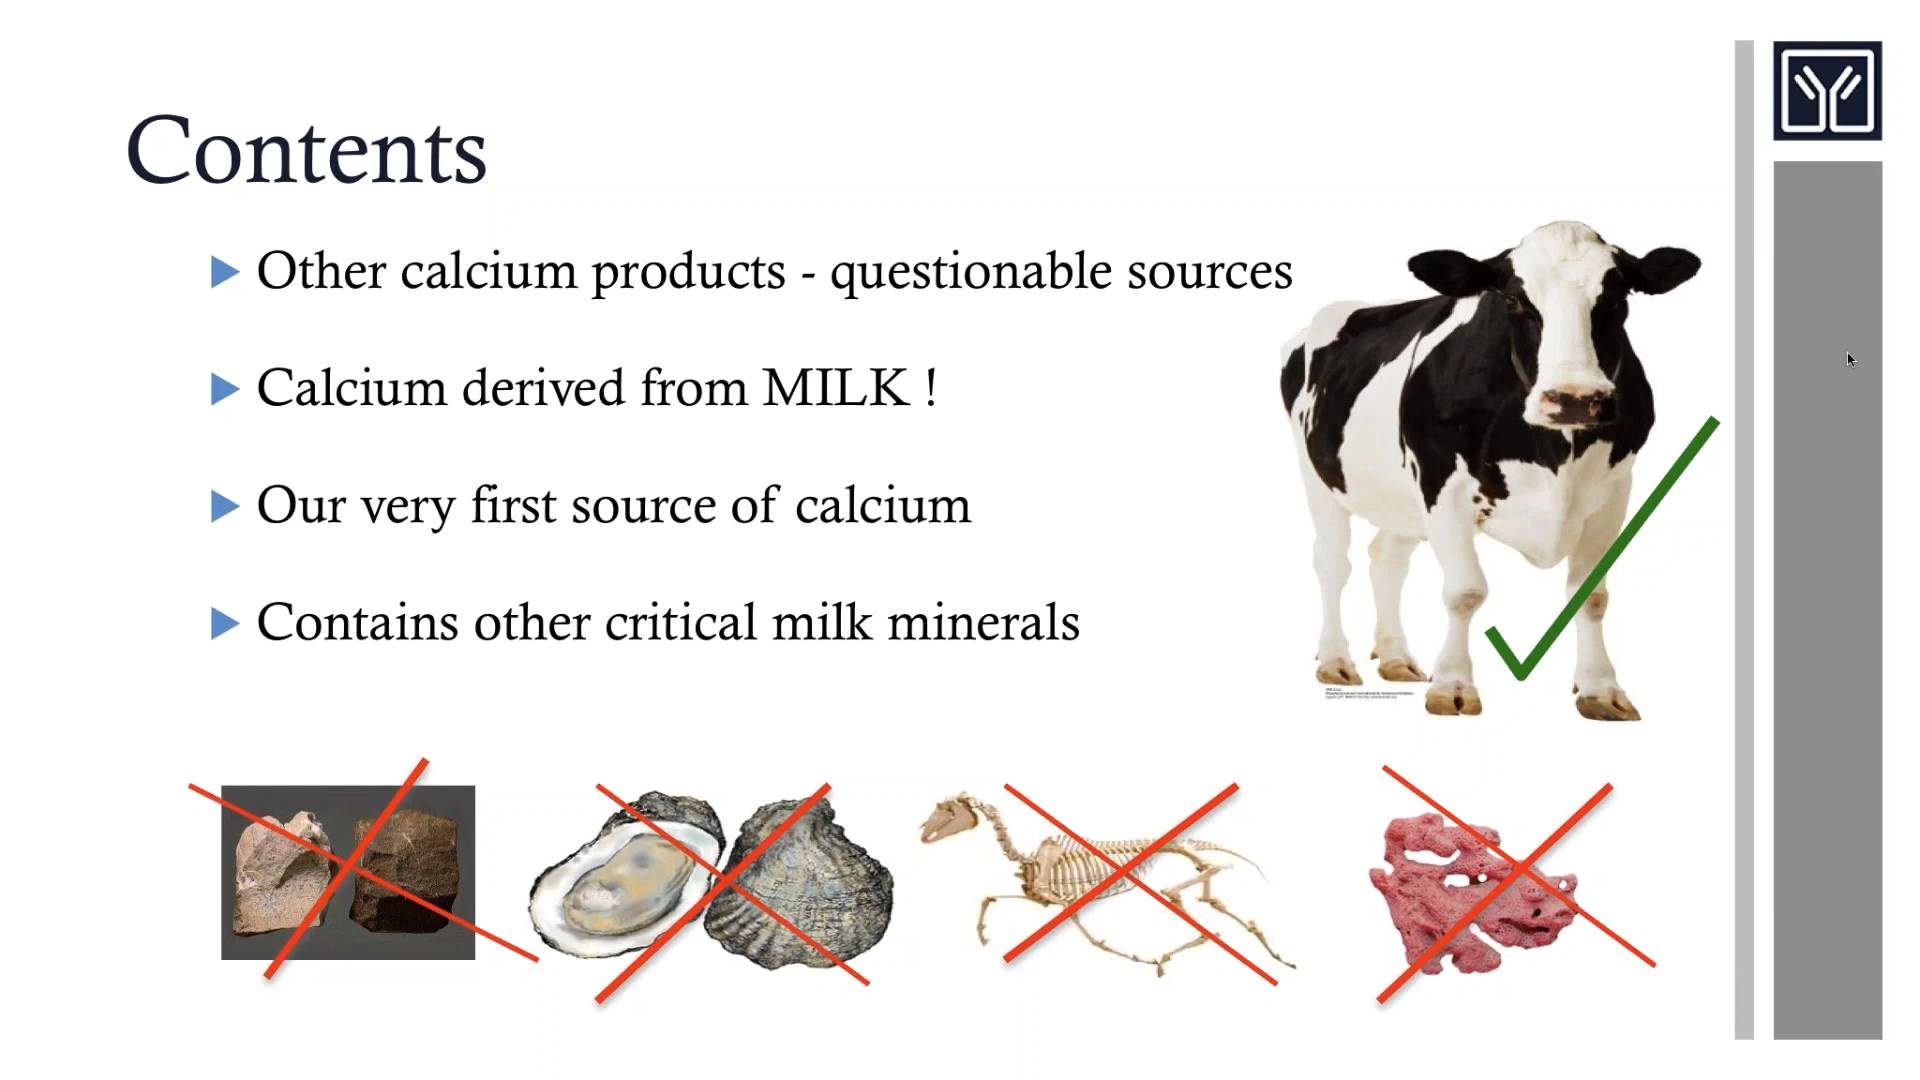 Contents
Other calcium products - questionable sources
Calcium derived from MILK !
Our very first source of calcium
Contains other critical milk minerals